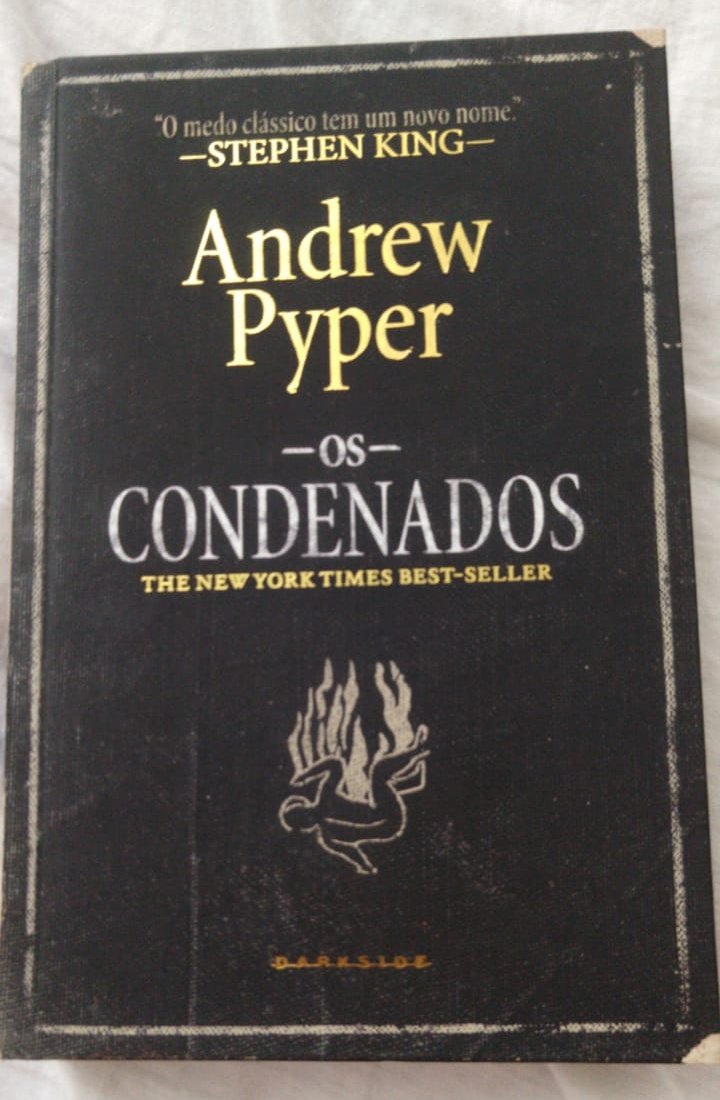 “O medo clássico tem um novo nome.”
—STEPHEN KING—
Andrew
Pyper
—OS—
CONDENADOS
THE NEW YORK TIMES BEST-SELLER
DARKSIDE